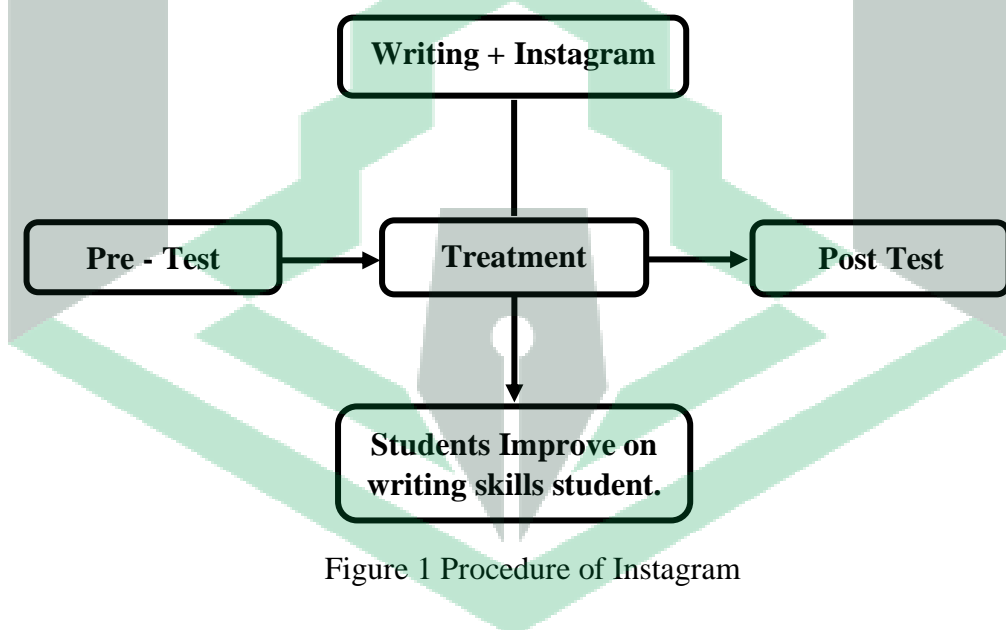 Writing + Instagram
Pre - Test
Treatment
Post Test
Students Improve on
writing skills student.
Figure 1 Procedure of Instagram